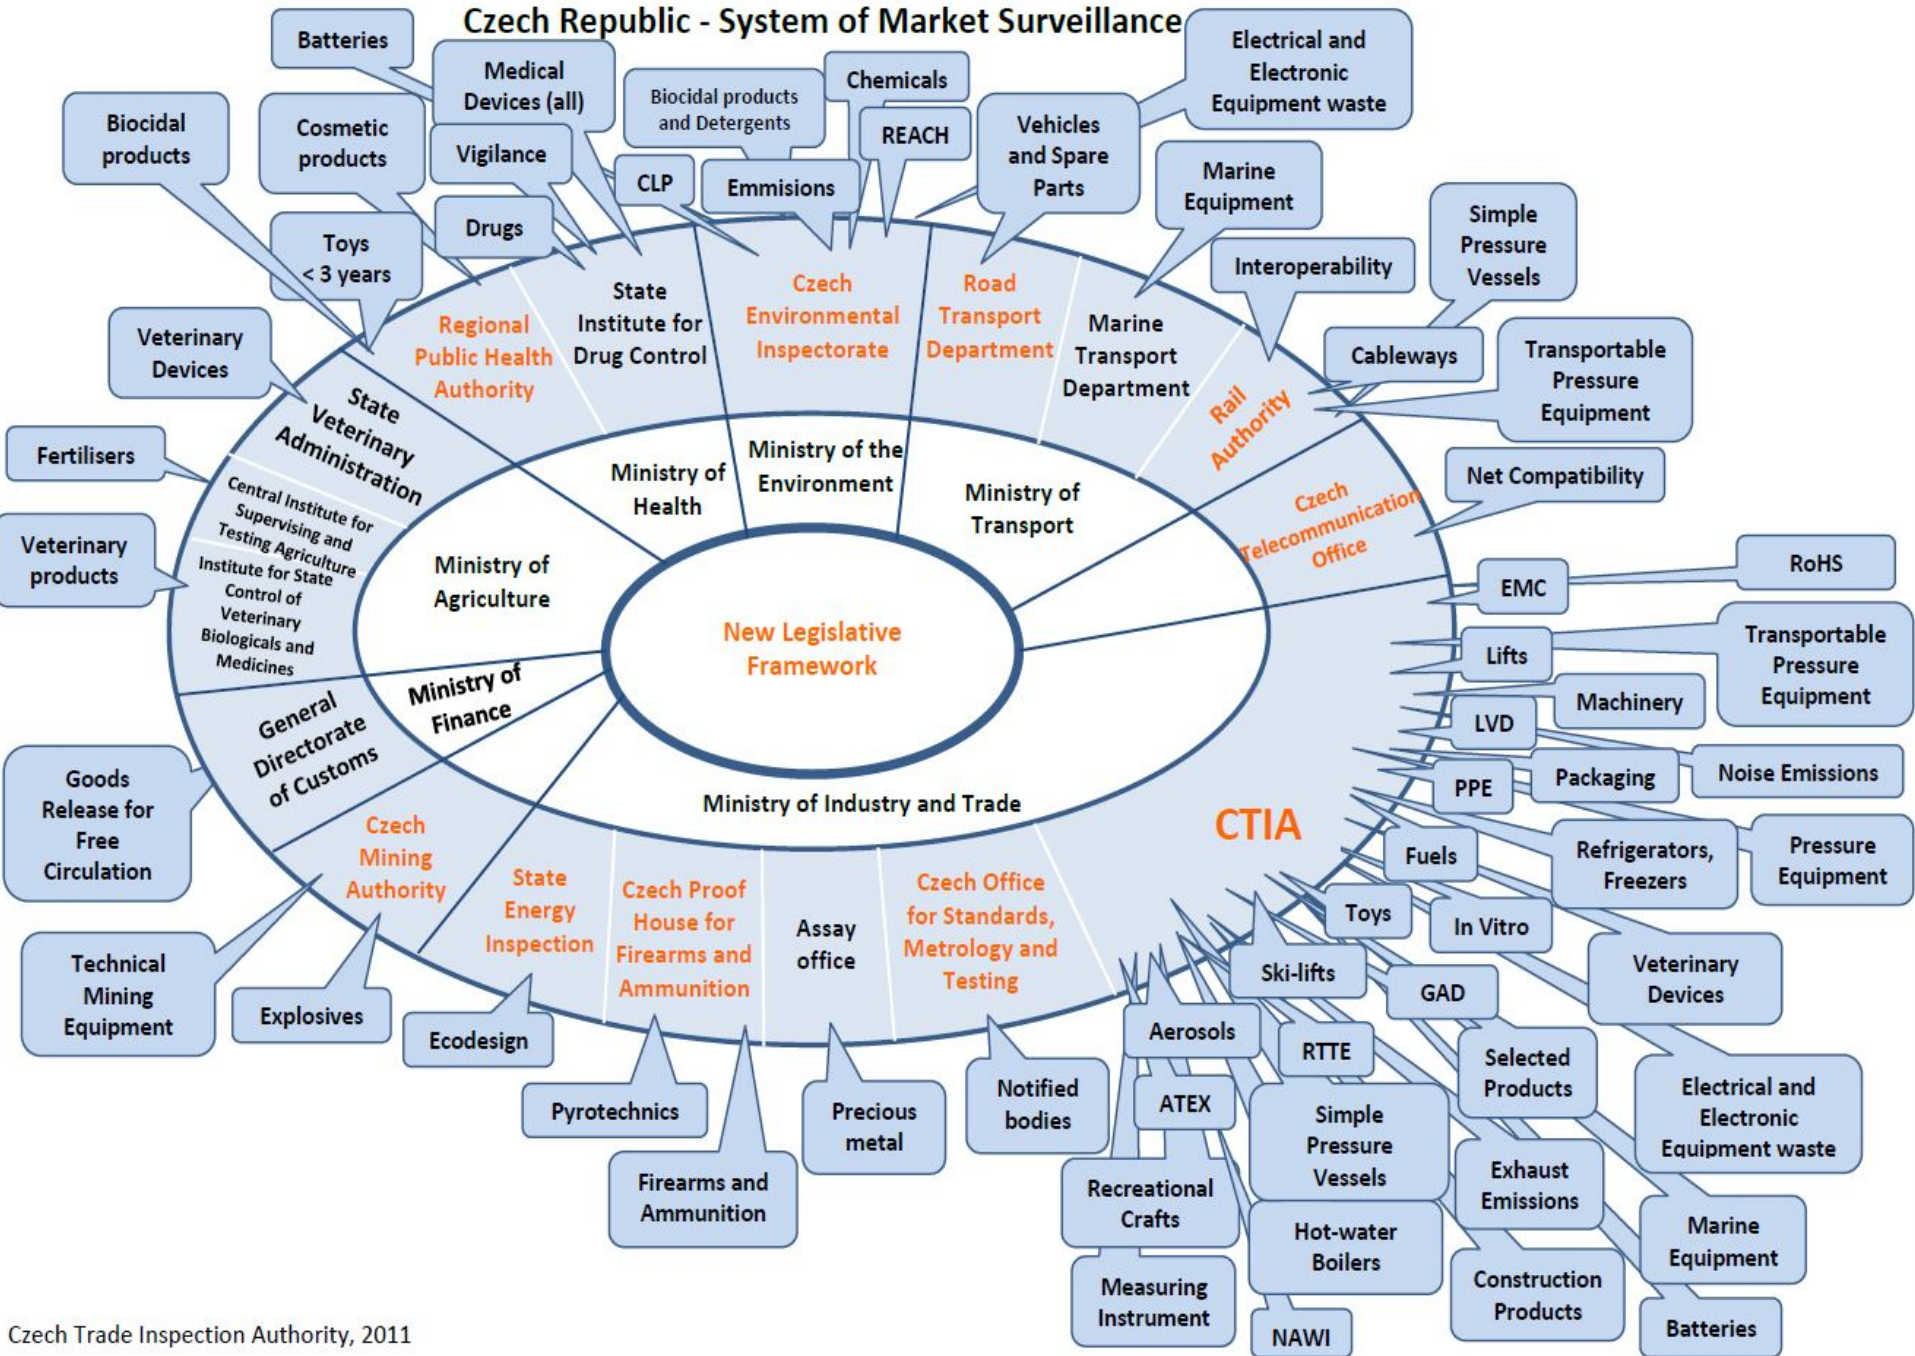 Czech Republic - System of Market Surveillance
Batteries
Medical
Devices (all)
Biocidal products
and Detergents
Chemicals
REACH
Electrical and
Electronic
Equipment waste
Biocidal
products
Cosmetic
products
Vigilance
CLP
Emmisions
Vehicles
and Spare
Parts
Marine
Equipment
Toys
< 3 years
Drugs
Interoperability
Simple
Pressure
Vessels
Veterinary
Devices
Cableways
Transportable
Pressure
Equipment
Fertilisers
Net Compatibility
Veterinary
products
Regional
Public Health
Authority
State
Institute for
Drug Control
Czech
Environmental
Inspectorate
Road
Transport
Department
Marine
Transport
Department
Rail
Authority
Czech
Telecommunication
Office
State
Veterinary
Administration
Central Institute for
Supervising and
Testing Agriculture
Institute for State
Control of
Veterinary
Biologicals and
Medicines
General
Directorate
of Customs
Ministry of
Health
Ministry of the
Environment
Ministry of
Transport
Ministry of
Agriculture
Ministry of
Finance
New Legislative
Framework
Ministry of Industry and Trade
CTIA
Czech
Mining
Authority
State
Energy
Inspection
Czech Proof
House for
Firearms and
Ammunition
Assay
office
Czech Office
for Standards,
Metrology and
Testing
EMC
RoHS
Lifts
Transportable
Pressure
Equipment
Machinery
LVD
Noise Emissions
Packaging
PPE
Pressure
Equipment
Refrigerators,
Freezers
Fuels
Toys
In Vitro
Veterinary
Devices
Ski-lifts
GAD
Aerosols
RTTE
Selected
Products
Electrical and
Electronic
Equipment waste
ATEX
Simple
Pressure
Vessels
Exhaust
Emissions
Recreational
Crafts
Hot-water
Boilers
Marine
Equipment
Measuring
Instrument
NAWI
Construction
Products
Batteries
Goods
Release for
Free
Circulation
Technical
Mining
Equipment
Explosives
Ecodesign
Pyrotechnics
Firearms and
Ammunition
Precious
metal
Notified
bodies
Czech Trade Inspection Authority, 2011